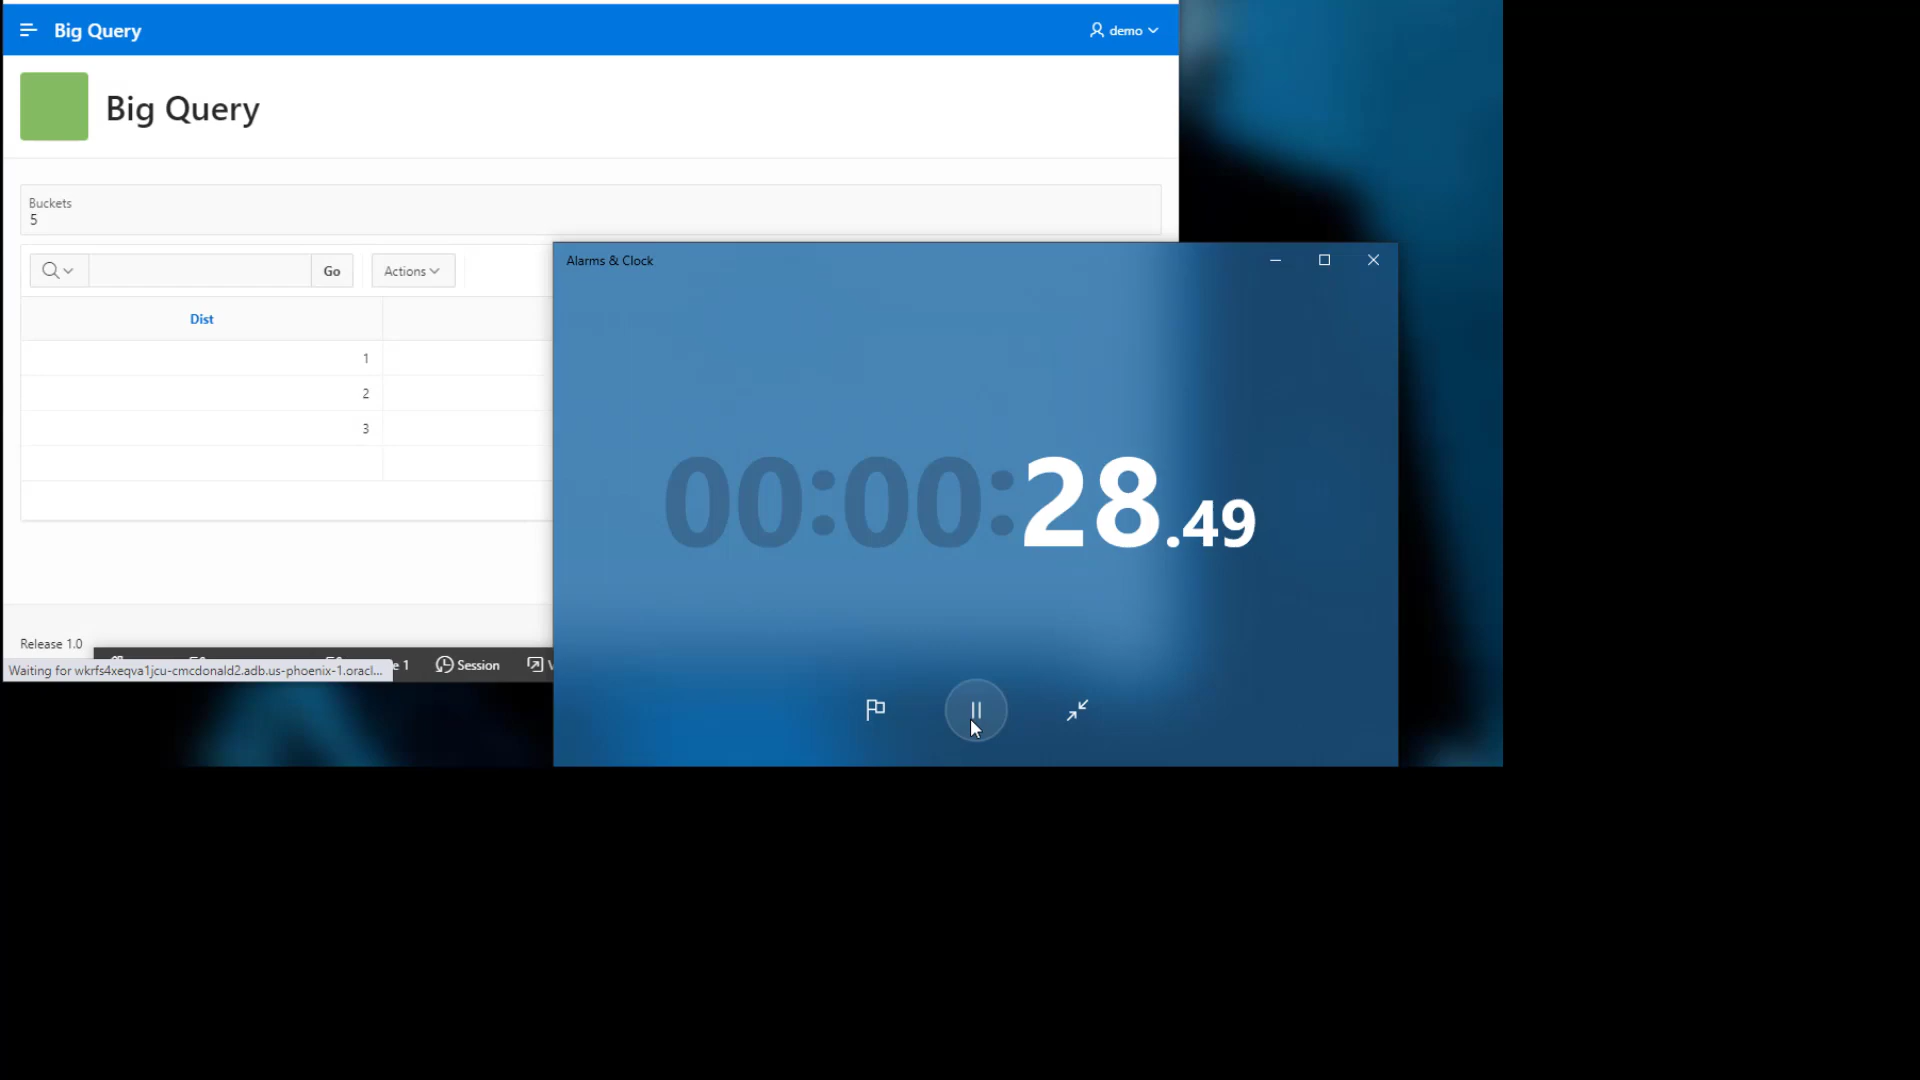 Big Query
demo
Big Query
Buckets
5
Go
Actions
Dist
1
2
3
Release 1.0
Waiting for wkrfs4xeqva1jcu-cmcdonald2.adb.us-phoenix-1.oracl...
1
Session
Alarms & Clock
00:00:28.49